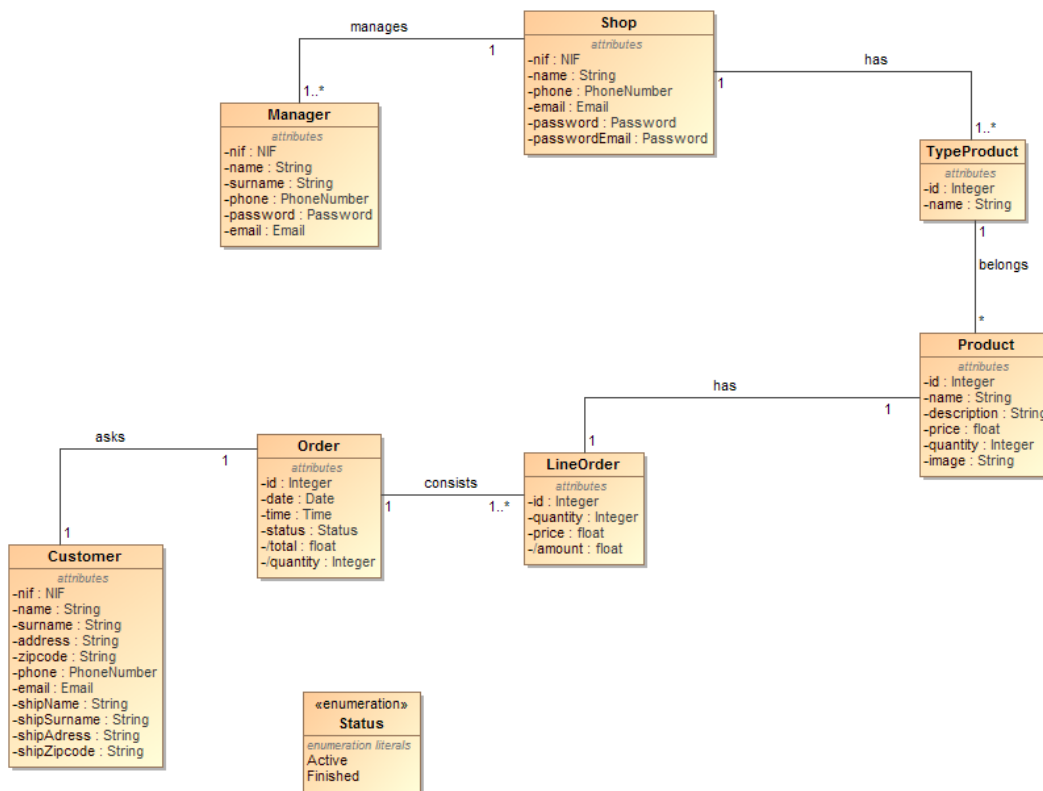 manages
1
1..*
Shop
attributes
-nif : NIF
-name : String
-phone : PhoneNumber
-email : Email
-password : Password
-passwordEmail : Password
has
1
1..*
Manager
attributes
-nif : NIF
-name : String
-surname : String
-phone : PhoneNumber
-password : Password
-email : Email
TypeProduct
attributes
-id : Integer
-name : String
1
belongs
*
Product
attributes
-id : Integer
-name : String
-description : String
-price : float
-quantity : Integer
-image : String
has
1
1
asks
1
1
Order
attributes
-id : Integer
-date : Date
-time : Time
-status : Status
-/total : float
-/quantity : Integer
consists
1
1..*
LineOrder
attributes
-id : Integer
-quantity : Integer
-price : float
-/amount : float
Customer
attributes
-nif : NIF
-name : String
-surname : String
-address : String
-zipcode : String
-phone : PhoneNumber
-email : Email
-shipName : String
-shipSurname : String
-shipAdress : String
-shipZipcode : String
«enumeration»
Status
enumeration literals
Active
Finished